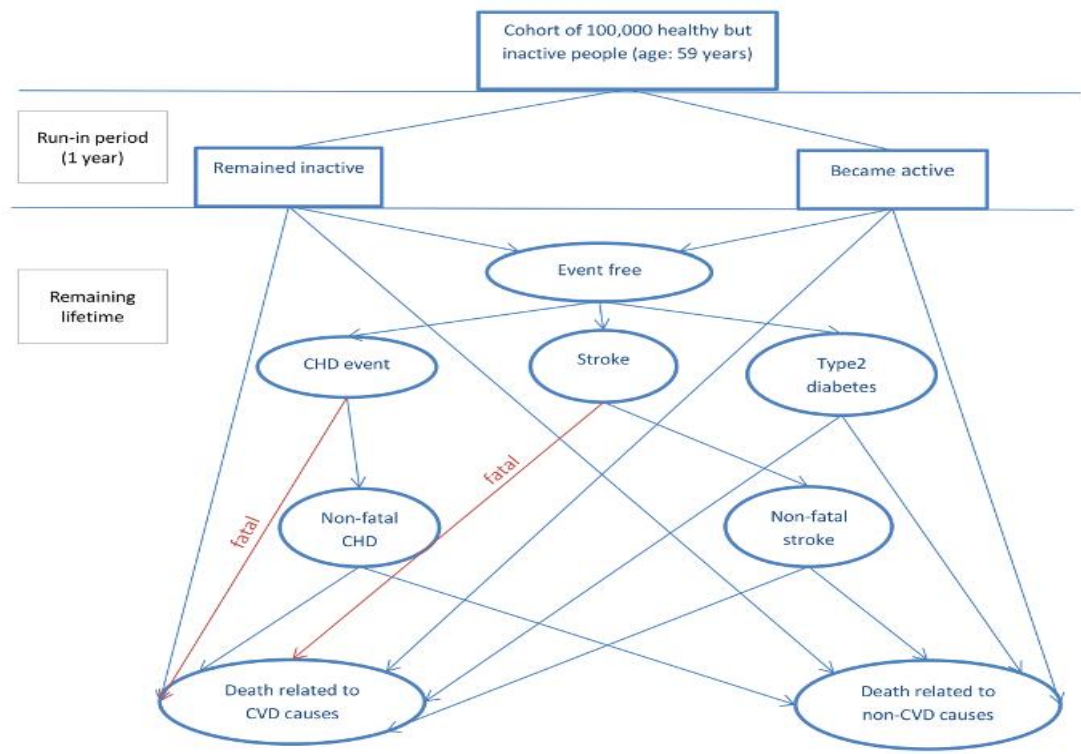 Cohort of 100,000 healthy but
inactive people (age: 59 years)
Run-in period
(1 year)
Remained inactive
Became active
Remaining
lifetime
Event free
CHD event
Stroke
Type2
diabetes
fatal
fatal
Non-fatal
CHD
Non-fatal
stroke
Death related to
CVD causes
Death related to
non-CVD causes